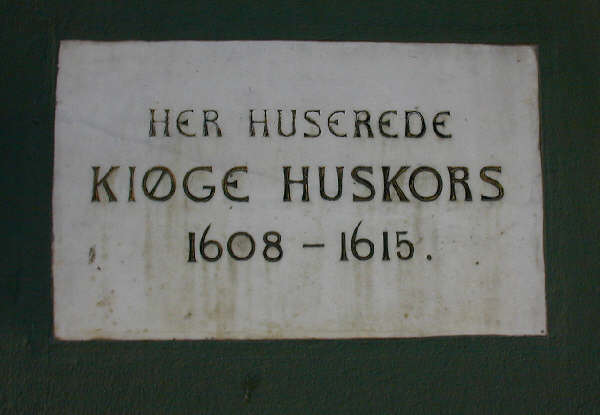 HER HUSEREDE
KIØGE HUSKORS
1608 – 1615.